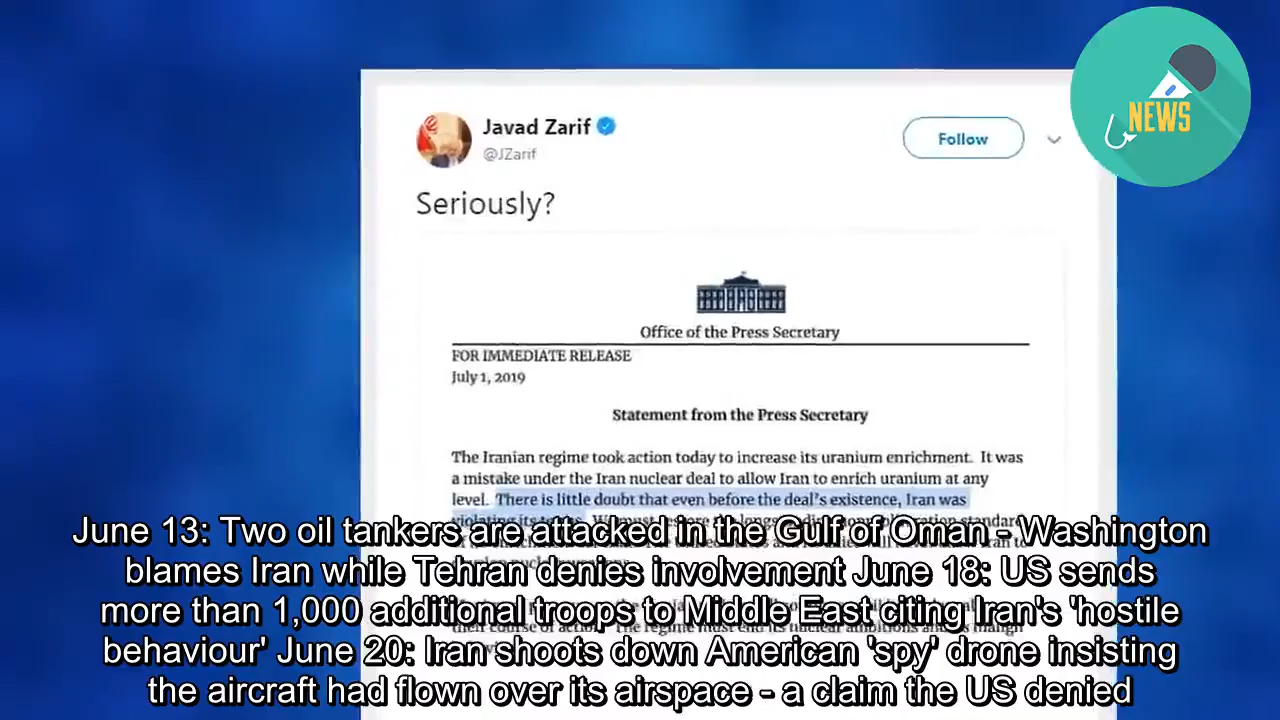 NEWS
Javad Zarif
@JZarif
Follow
Seriously?
Office of the Press Secretary
FOR IMMEDIATE RELEASE
July 1, 2019
Statement from the Press Secretary
The Iranian regime took action today to increase its uranium enrichment. It was
a mistake under the Iran nuclear deal to allow Iran to enrich uranium at any
level. There is little doubt that even before the deal's existence, Iran was
June 13: Two oil tankers are attacked in the Gulf of Oman - Washington
blames Iran while Tehran denies involvement June 18: US sends
more than 1,000 additional troops to Middle East citing Iran's 'hostile
behaviour' June 20: Iran shoots down American 'spy' drone insisting
the aircraft had flown over its airspace - a claim the US denied